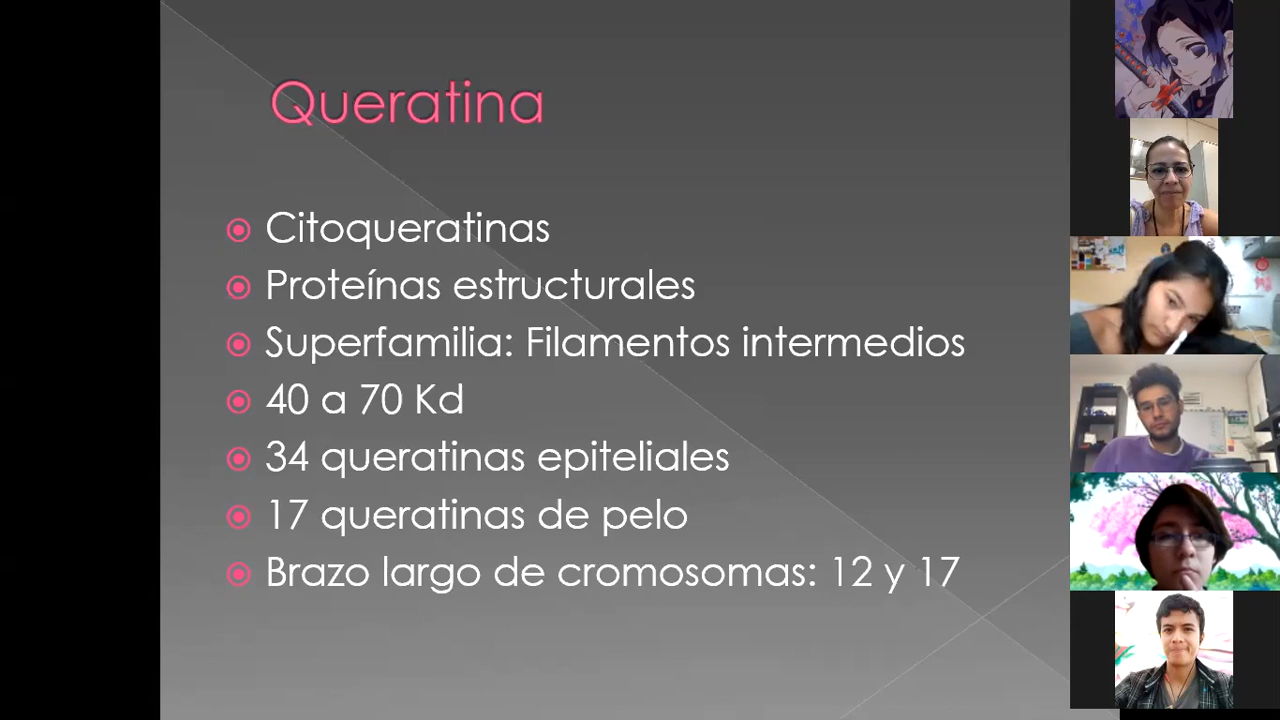 Queratina
Citoqueratinas
Proteínas estructurales
Superfamilia: Filamentos intermedios
40 a 70 Kd
34 queratinas epiteliales
17 queratinas de pelo
Brazo largo de cromosomas: 12 y 17